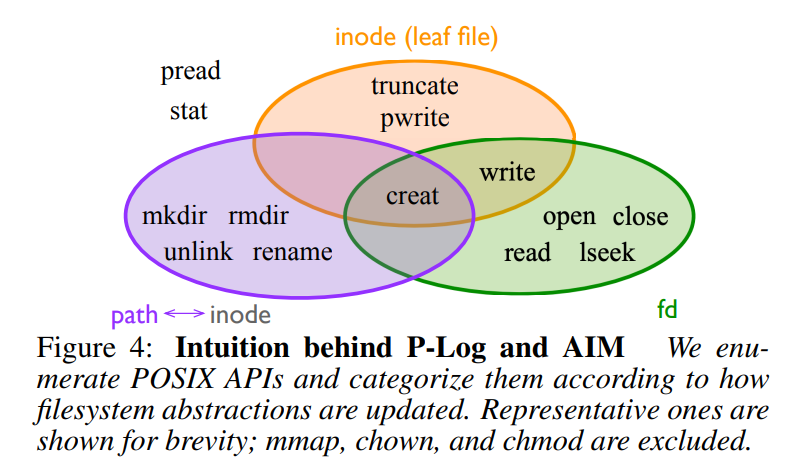 inode (leaf file)
pread
stat
truncate
pwrite
write
creat
mkdir rmdir
unlink rename
open close
read lseek
path ↔ inode
fd
Figure 4: Intuition behind P-Log and AIM We enu-
merate POSIX APIs and categorize them according to how
filesystem abstractions are updated. Representative ones are
shown for brevity; mmap, chown, and chmod are excluded.